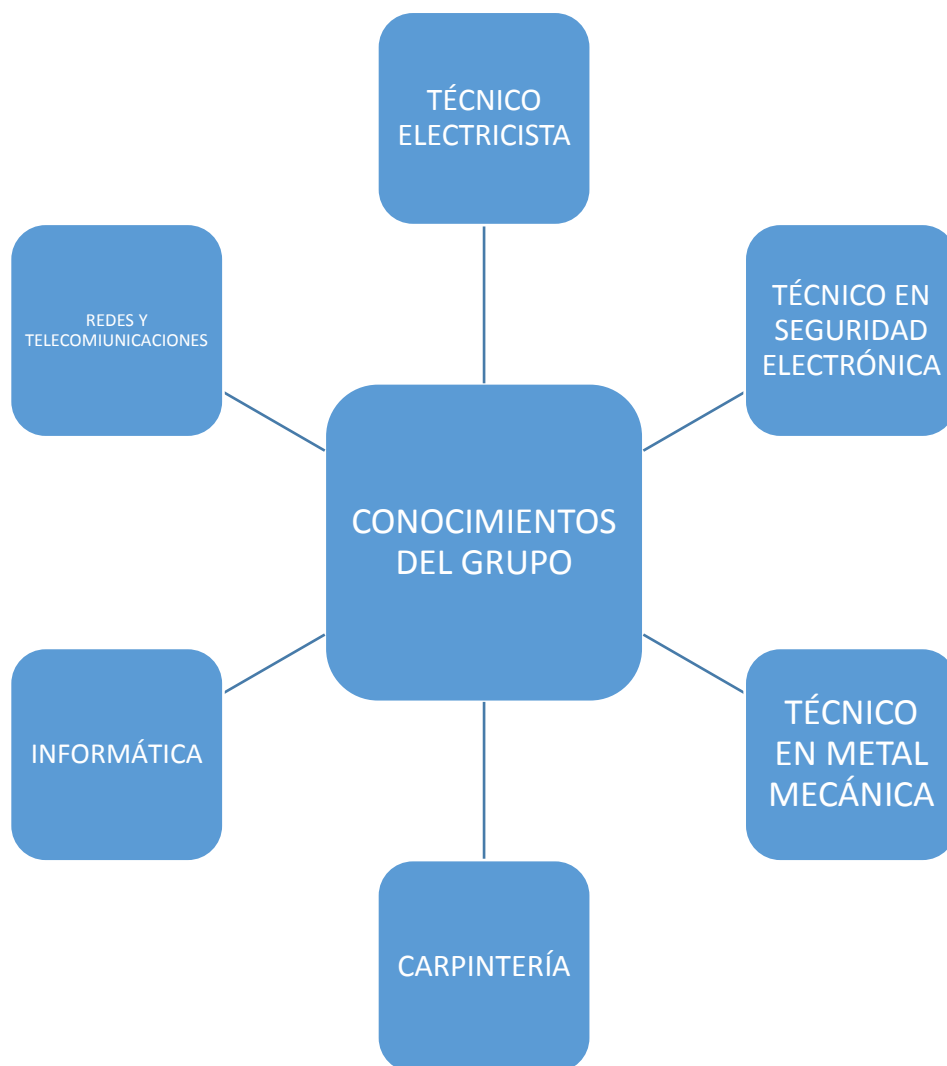 TÉCNICO
ELECTRICISTA
TÉCNICO EN
SEGURIDAD
ELECTRÓNICA
TÉCNICO
EN METAL
MECÁNICA
CARPINTERÍA
INFORMÁTICA
REDES Y
TELECOMIUNICACIONES
CONOCIMIENTOS
DEL GRUPO